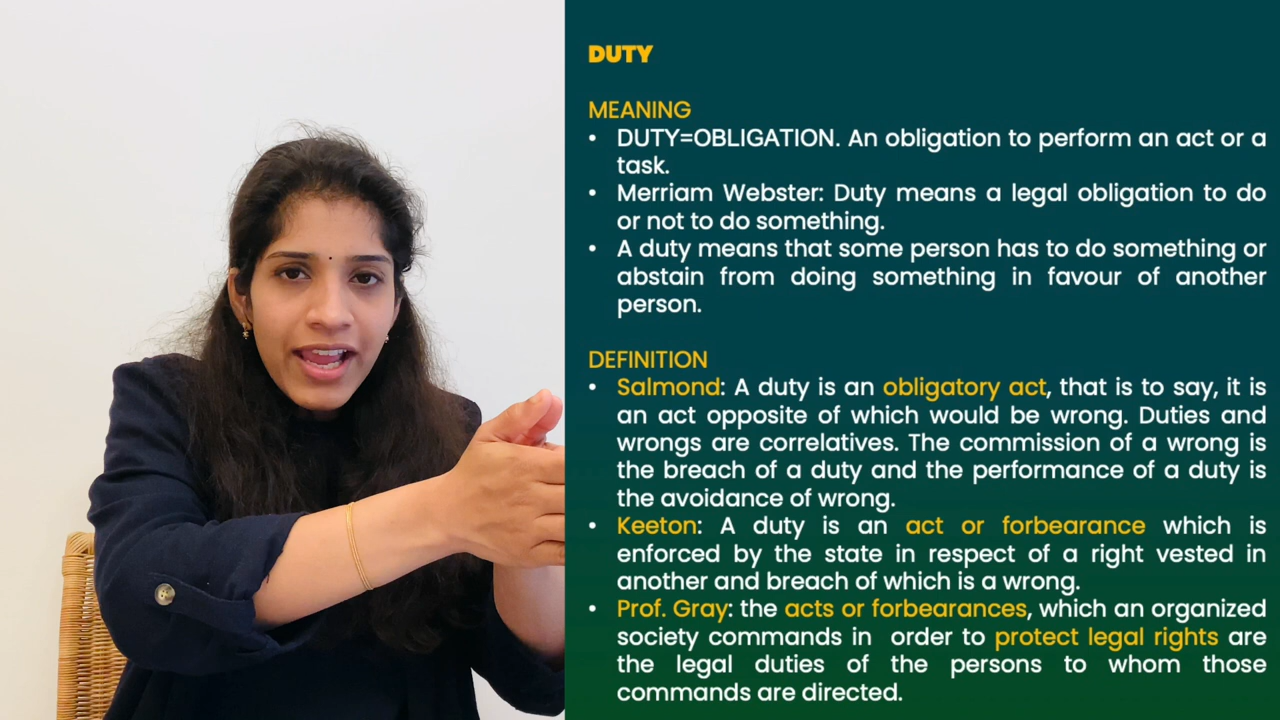 DUTY
MEANING
• DUTY=OBLIGATION. An obligation to perform an act or a
task.
• Merriam Webster: Duty means a legal obligation to do
or not to do something.
• A duty means that some person has to do something or
abstain from doing something in favour of another
person.
DEFINITION
• Salmond: A duty is an obligatory act, that is to say, it is
an act opposite of which would be wrong. Duties and
wrongs are correlatives. The commission of a wrong is
the breach of a duty and the performance of a duty is
the avoidance of wrong.
• Keeton: A duty is an act or forbearance which is
enforced by the state in respect of a right vested in
another and breach of which is a wrong.
• Prof. Gray: the acts or forbearances, which an organized
society commands in order to protect legal rights are
the legal duties of the persons to whom those
commands are directed.